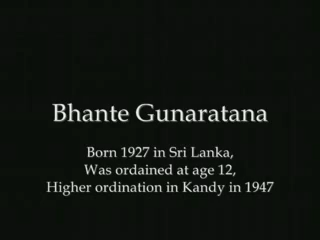 Bhante Gunaratana
Born 1927 in Sri Lanka,
Was ordained at age 12,
Higher ordination in Kandy in 1947